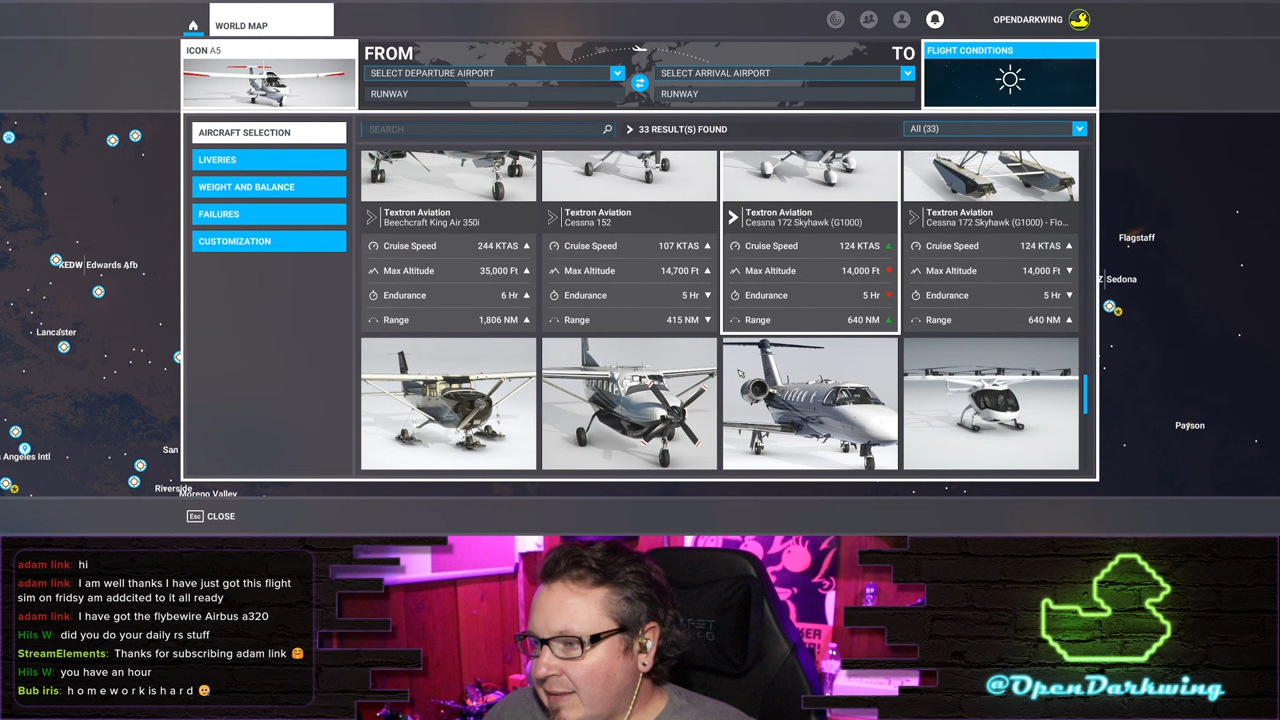 WORLD MAP
OPENDARKWING
ICON A5
FROM
TO
SELECT DEPARTURE AIRPORT
SELECT ARRIVAL AIRPORT
RUNWAY
RUNWAY
FLIGHT CONDITIONS
AIRCRAFT SELECTION
LIVERIES
WEIGHT AND BALANCE
FAILURES
CUSTOMIZATION
SEARCH
33 RESULT(S) FOUND
All (33)
Textron Aviation
Beechcraft King Air 350i
Cruise Speed 244 KTAS
Max Altitude 35,000 Ft
Endurance 6 Hr
Range 1,806 NM
Textron Aviation
Cessna 152
Cruise Speed 107 KTAS
Max Altitude 14,700 Ft
Endurance 5 Hr
Range 415 NM
Textron Aviation
Cessna 172 Skyhawk (G1000)
Cruise Speed 124 KTAS
Max Altitude 14,000 Ft
Endurance 5 Hr
Range 640 NM
Textron Aviation
Cessna 172 Skyhawk (G1000) - Flo...
Cruise Speed 124 KTAS
Max Altitude 14,000 Ft
Endurance 5 Hr
Range 640 NM
KEDW Edwards Afb
Lancaster
San
s Angeles Intl
Riverside
Moreno Valley
Flagstaff
Z Sedona
Payson
Esc CLOSE
adam link: hi
adam link: I am well thanks I have just got this flight
sim on fridsy am addcited to it all ready
adam link: I have got the flybewire Airbus a320
Hils W: did you do your daily rs stuff
StreamElements: Thanks for subscribing adam link 🤗
Hils W: you have an hour
Bub iris: h o m e w o r k i s h a r d
@OpenDarkwing